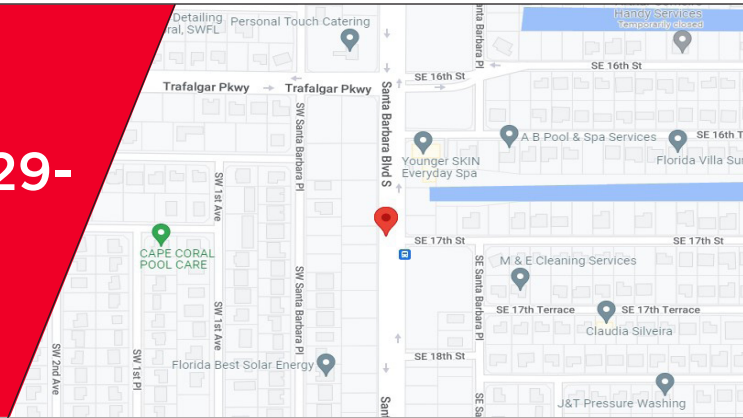 29-
Detailing
ral, SWFL
Personal Touch Catering
Handy Services
Temporarily closed
Trafalgar Pkwy
Trafalgar Pkwy
SE 16th St
SE 16th St
SW Santa Barbara Pl
Santa Barbara Blvd S
nta Barbara Pl
A B Pool & Spa Services
SE 16th T
Younger SKIN
Everyday Spa
Florida Villa Su
SW 1st Ave
CAPE CORAL
POOL CARE
SE 17th St
SE 17th St
M & E Cleaning Services
SW Santa Barbara Pl
SE Santa Barbara Pl
SW 1st Ave
SE 17th Terrace
SE 17th Terrace
Claudia Silveira
SW 2nd Ave
SW 1st Pl
Florida Best Solar Energy
SE 18th St
J&T Pressure Washing
Sant
SE Sa